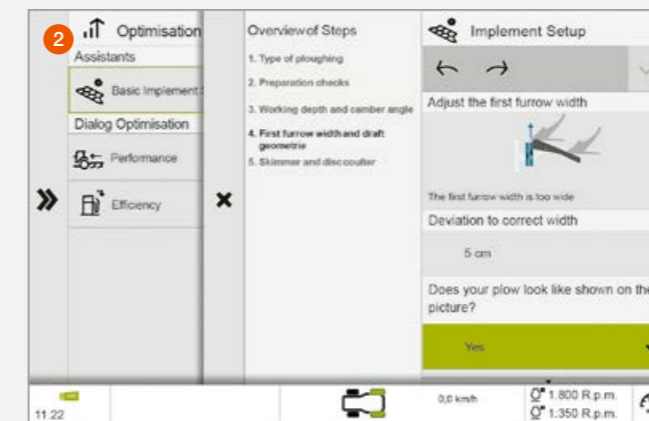 2
Optimisation
Assistants
Basic Implement
Dialog Optimisation
Performance
Efficiency
Overview of Steps
1. Type of ploughing
2. Preparation checks
3. Working depth and camber angle
4. First furrow width and draft
geometrie
5. Skimmer and disc coulter
Implement Setup
Adjust the first furrow width
The first furrow width is too wide
Deviation to correct width
5 cm
Does your plow look like shown on the
picture?
Yes
11.22
0,0 km/h
1.800 R.p.m.
1.350 R.p.m.